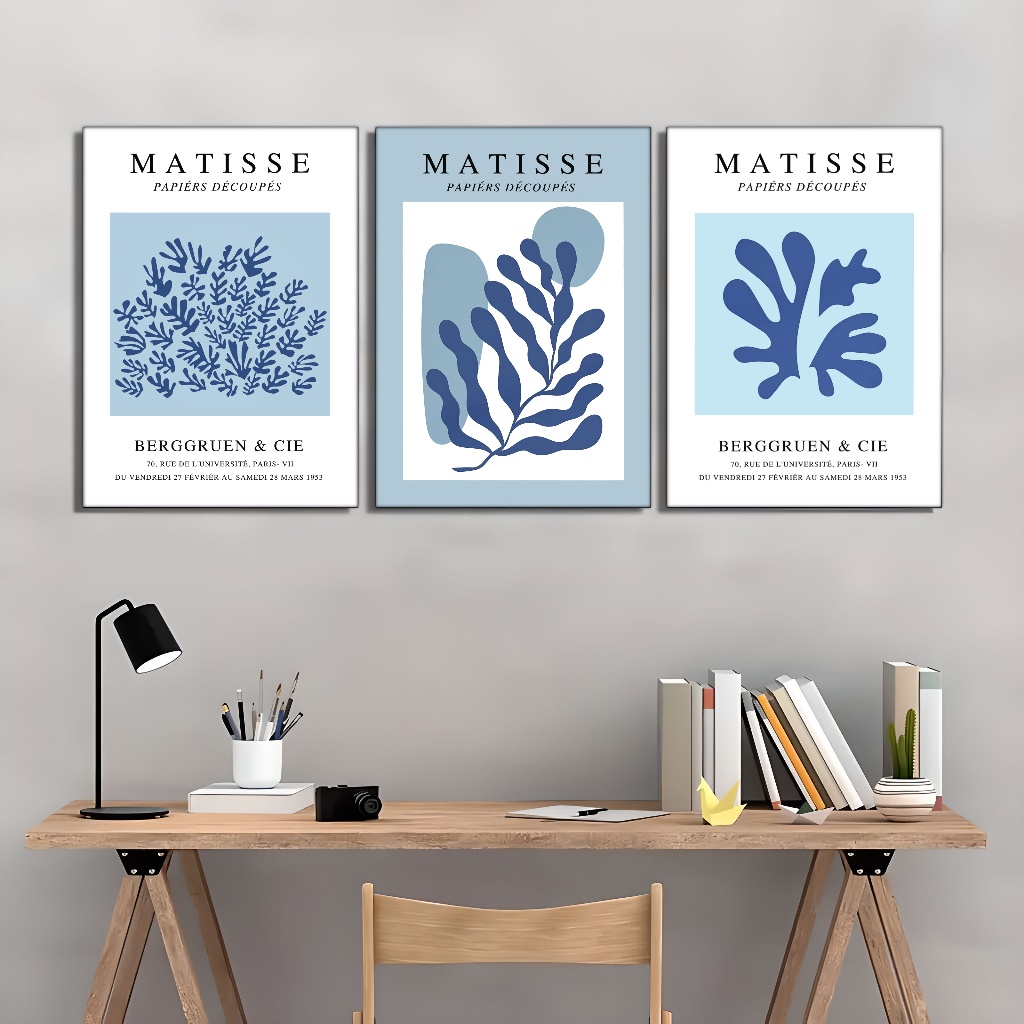 MATISSE
PAPIÉRS DÉCOUPÉS
BERGGRUEN & CIE
70, RUE DE L'UNIVERSITÉ, PARIS- VII
DU VENDREDI 27 FÉVRIÉR AU SAMEDI 28 MARS 1953
MATISSE
PAPIÉRS DÉCOUPÉS
MATISSE
PAPIÉRS DÉCOUPÉS
BERGGRUEN & CIE
70, RUE DE L'UNIVERSITÉ, PARIS- VII
DU VENDREDI 27 FÉVRIÉR AU SAMEDI 28 MARS 1953